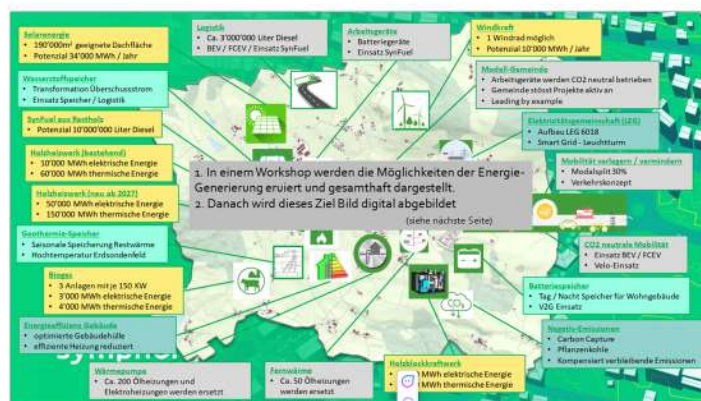 Solarenergie
190'000m² geeignete Dachfläche
Potenzial 34'000 MWh / Jahr
Wasserstoffspeicher
Transformation Überschussstrom
Einsatz Speicher / Logistik
SynFuel aus Restholz
Potenzial 10'000'000 Liter Diesel
Holzheizwerk (bestehend)
10'000 MWh elektrische Energie
60'000 MWh thermische Energie
Holzheizwerk (neu ab 2027)
50'000 MWh elektrische Energie
150'000 MWh thermische Energie
Geothermie-Speicher
Saisonale Speicherung Restwärme
Hochtemperatur Erdsondenfeld
Biogas
3 Anlagen mit je 150 KW
3'000 MWh elektrische Energie
4'000 MWh thermische Energie
Energieeffizienz Gebäude
optimierte Gebäudehülle
effiziente Heizung reduziert
Wärmepumpe
Ca. 200 Ölheizungen und
Elektroheizungen werden ersetzt
Fernwärme
Ca. 50 Ölheizungen
werden ersetzt
Logistik
Ca. 3'000'000 Liter Diesel
BEV / FCEV / Einsatz SynFuel
Arbeitsgeräte
Batteriegeräte
Einsatz SynFuel
1. In einem Workshop werden die Möglichkeiten der Energie-
Generierung eruiert und gesamthaft dargestellt.
2. Danach wird dieses Ziel Bild digital abgebildet
(siehe nächste Seite)
Windkraft
1 Windrad möglich
Potenzial 10'000 MWh / Jahr
Modell-Gemeinde
Arbeitsgeräte werden CO2 neutral betrieben
Gemeinde stösst Projekte aktiv an
Leading by example
Elektrizitätsgemeinschaft (LEG)
Aufbau LEG 6018
Smart Grid - Leuchtturm
Mobilität verlagern / vermindern
Modalsplit 30%
Verkehrskonzept
CO2 neutrale Mobilität
Einsatz BEV / FCEV
Velo-Einsatz
Batteriespeicher
Tag / Nacht Speicher für Wohngebäude
V2G Einsatz
Negativ-Emissionen
Carbon Capture
Pflanzenkohle
Kompensiert verbleibende Emissionen
Holzblockkraftwerk
MWh elektrische Energie
MWh thermische Energie